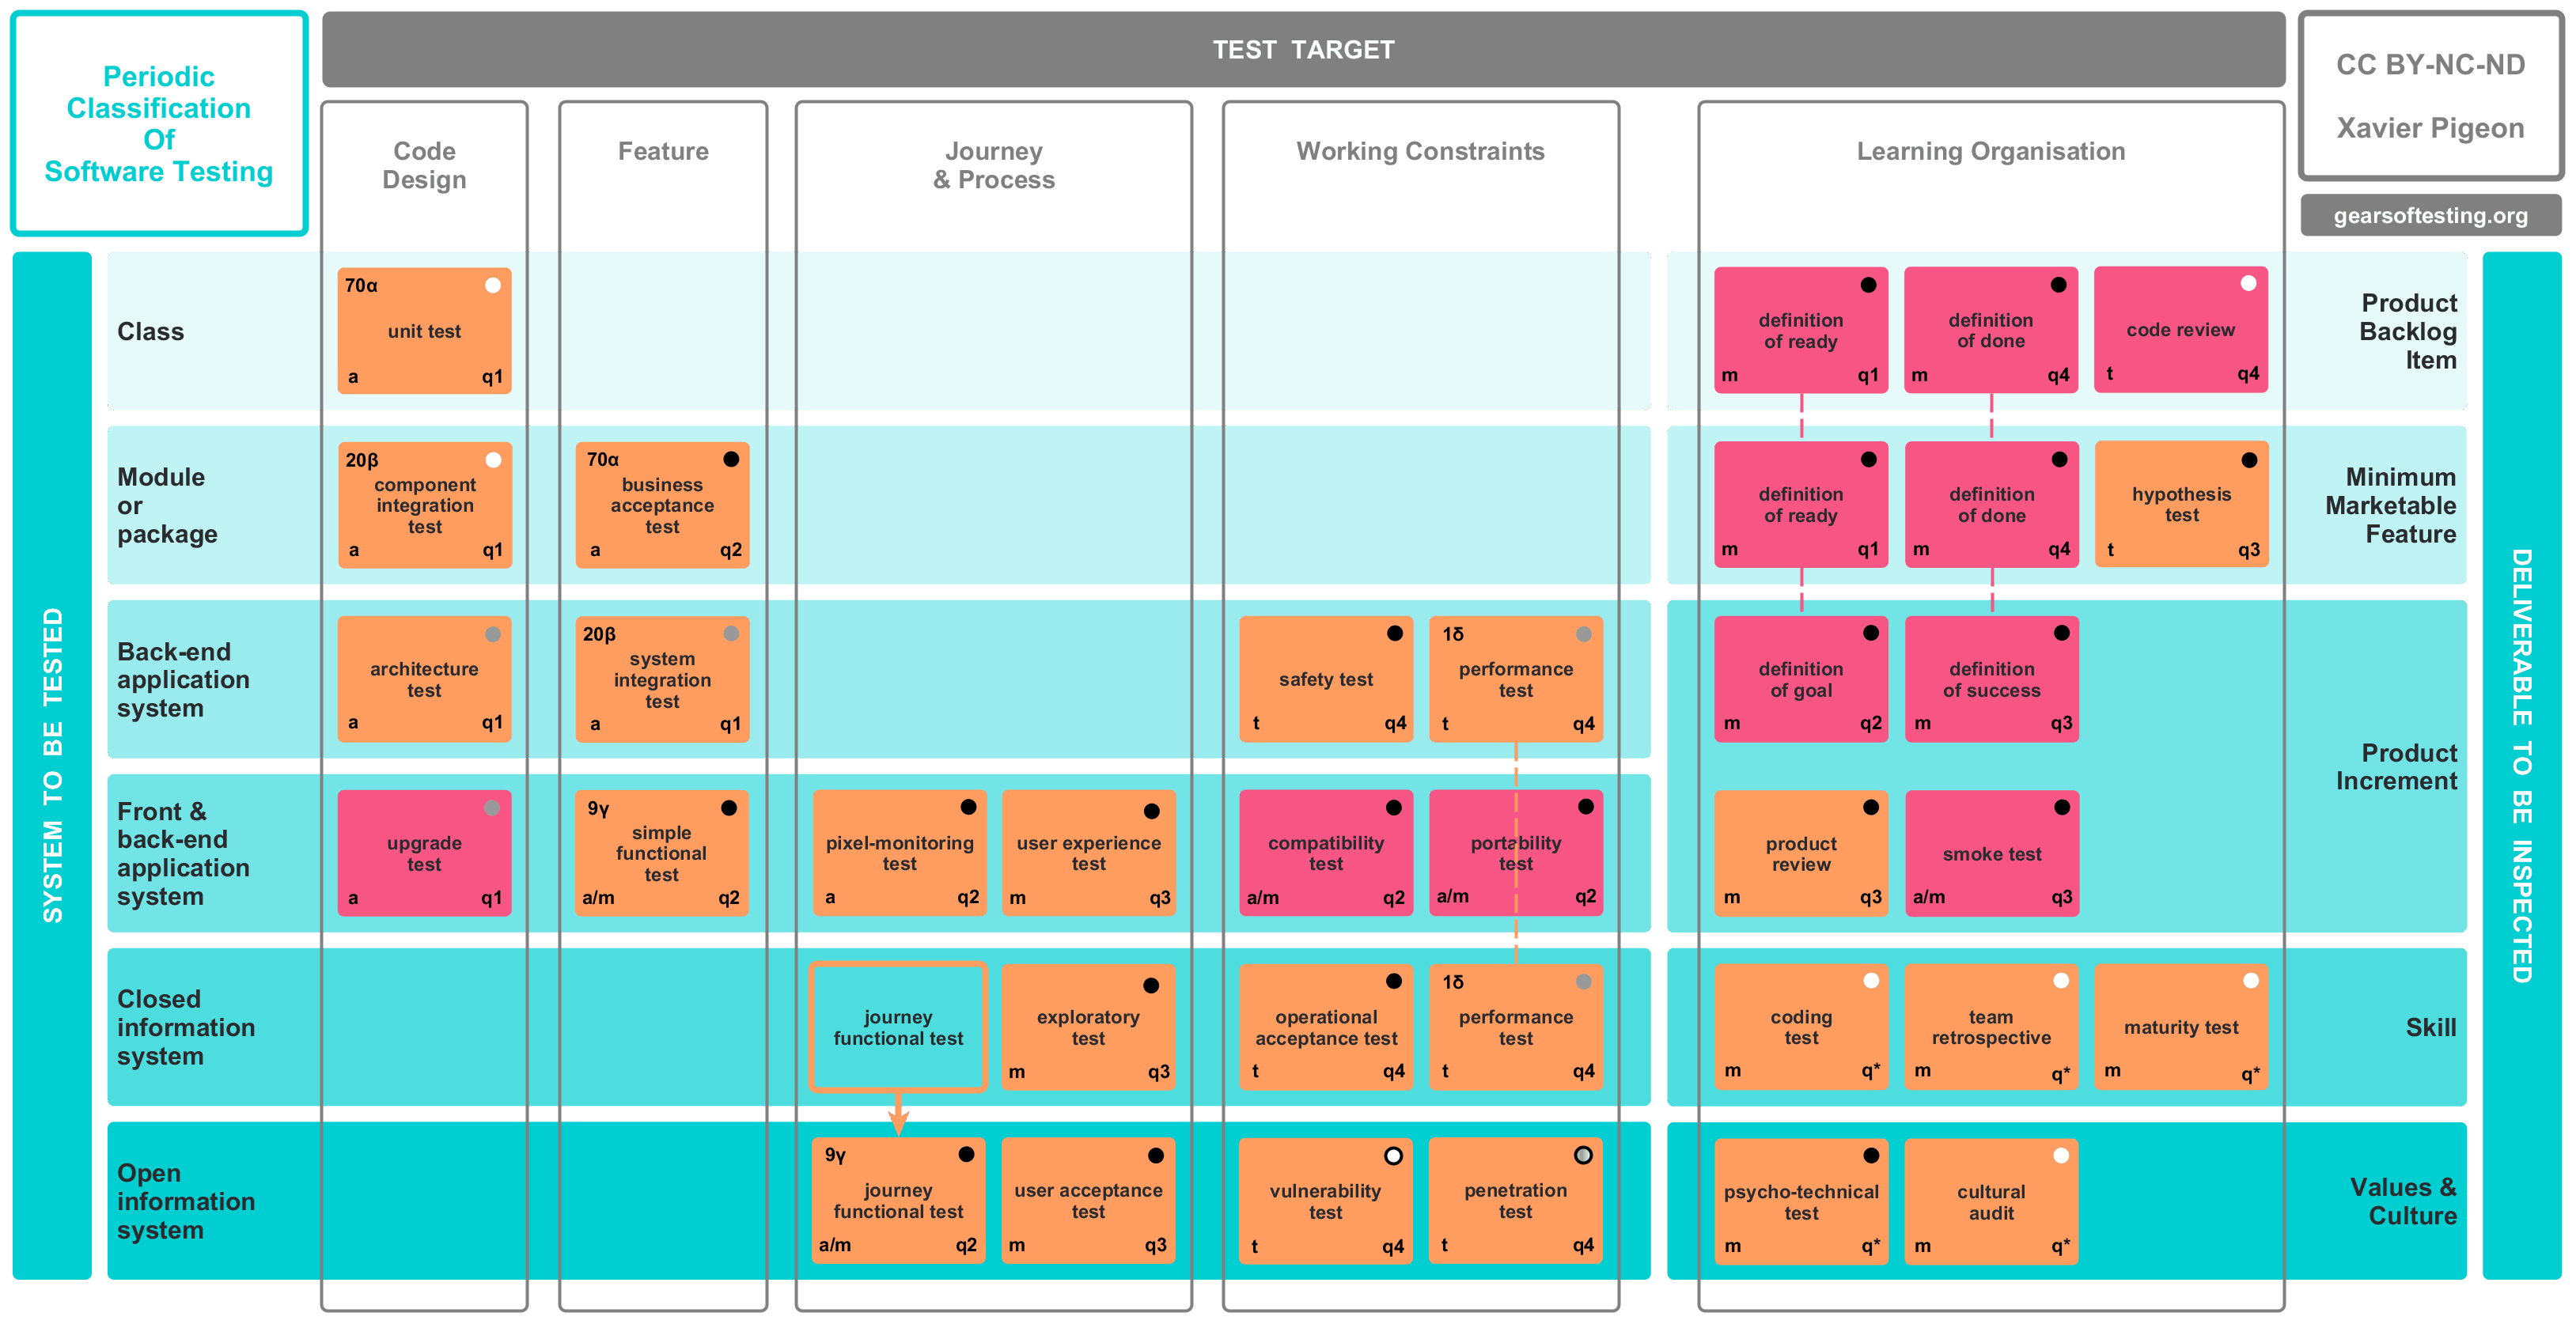 Periodic
Classification
Of
Software Testing
TEST TARGET
CC BY-NC-ND
Xavier Pigeon
gearsoftesting.org
Code
Design
Feature
Journey
& Process
Working Constraints
Learning Organisation
SYSTEM TO BE TESTED
DELIVERABLE TO BE INSPECTED
Class
70α
unit test
a q1
definition
of ready
m q1
definition
of done
m q4
code review
t q4
Product
Backlog
Item
Module
or
package
20β
component
integration
test
a q1
70α
business
acceptance
test
a q2
definition
of ready
m q1
definition
of done
m q4
hypothesis
test
t q3
Minimum
Marketable
Feature
Back-end
application
system
architecture
test
a q1
20β
system
integration
test
a q1
safety test
t q4
1δ
performance
test
t q4
definition
of goal
m q2
definition
of success
m q3
Product
Increment
Front &
back-end
application
system
upgrade
test
a q1
9γ
simple
functional
test
a/m q2
pixel-monitoring
test
a q2
user experience
test
m q3
compatibility
test
a/m q2
portability
test
a/m q2
product
review
m q3
smoke test
a/m q3
Closed
information
system
journey
functional test
exploratory
test
m q3
operational
acceptance test
t q4
1δ
performance
test
t q4
coding
test
m q*
team
retrospective
m q*
maturity test
m q*
Skill
Open
information
system
9γ
journey
functional test
a/m q2
user acceptance
test
m q3
vulnerability
test
t q4
penetration
test
t q4
psycho-technical
test
m q*
cultural
audit
m q*
Values &
Culture